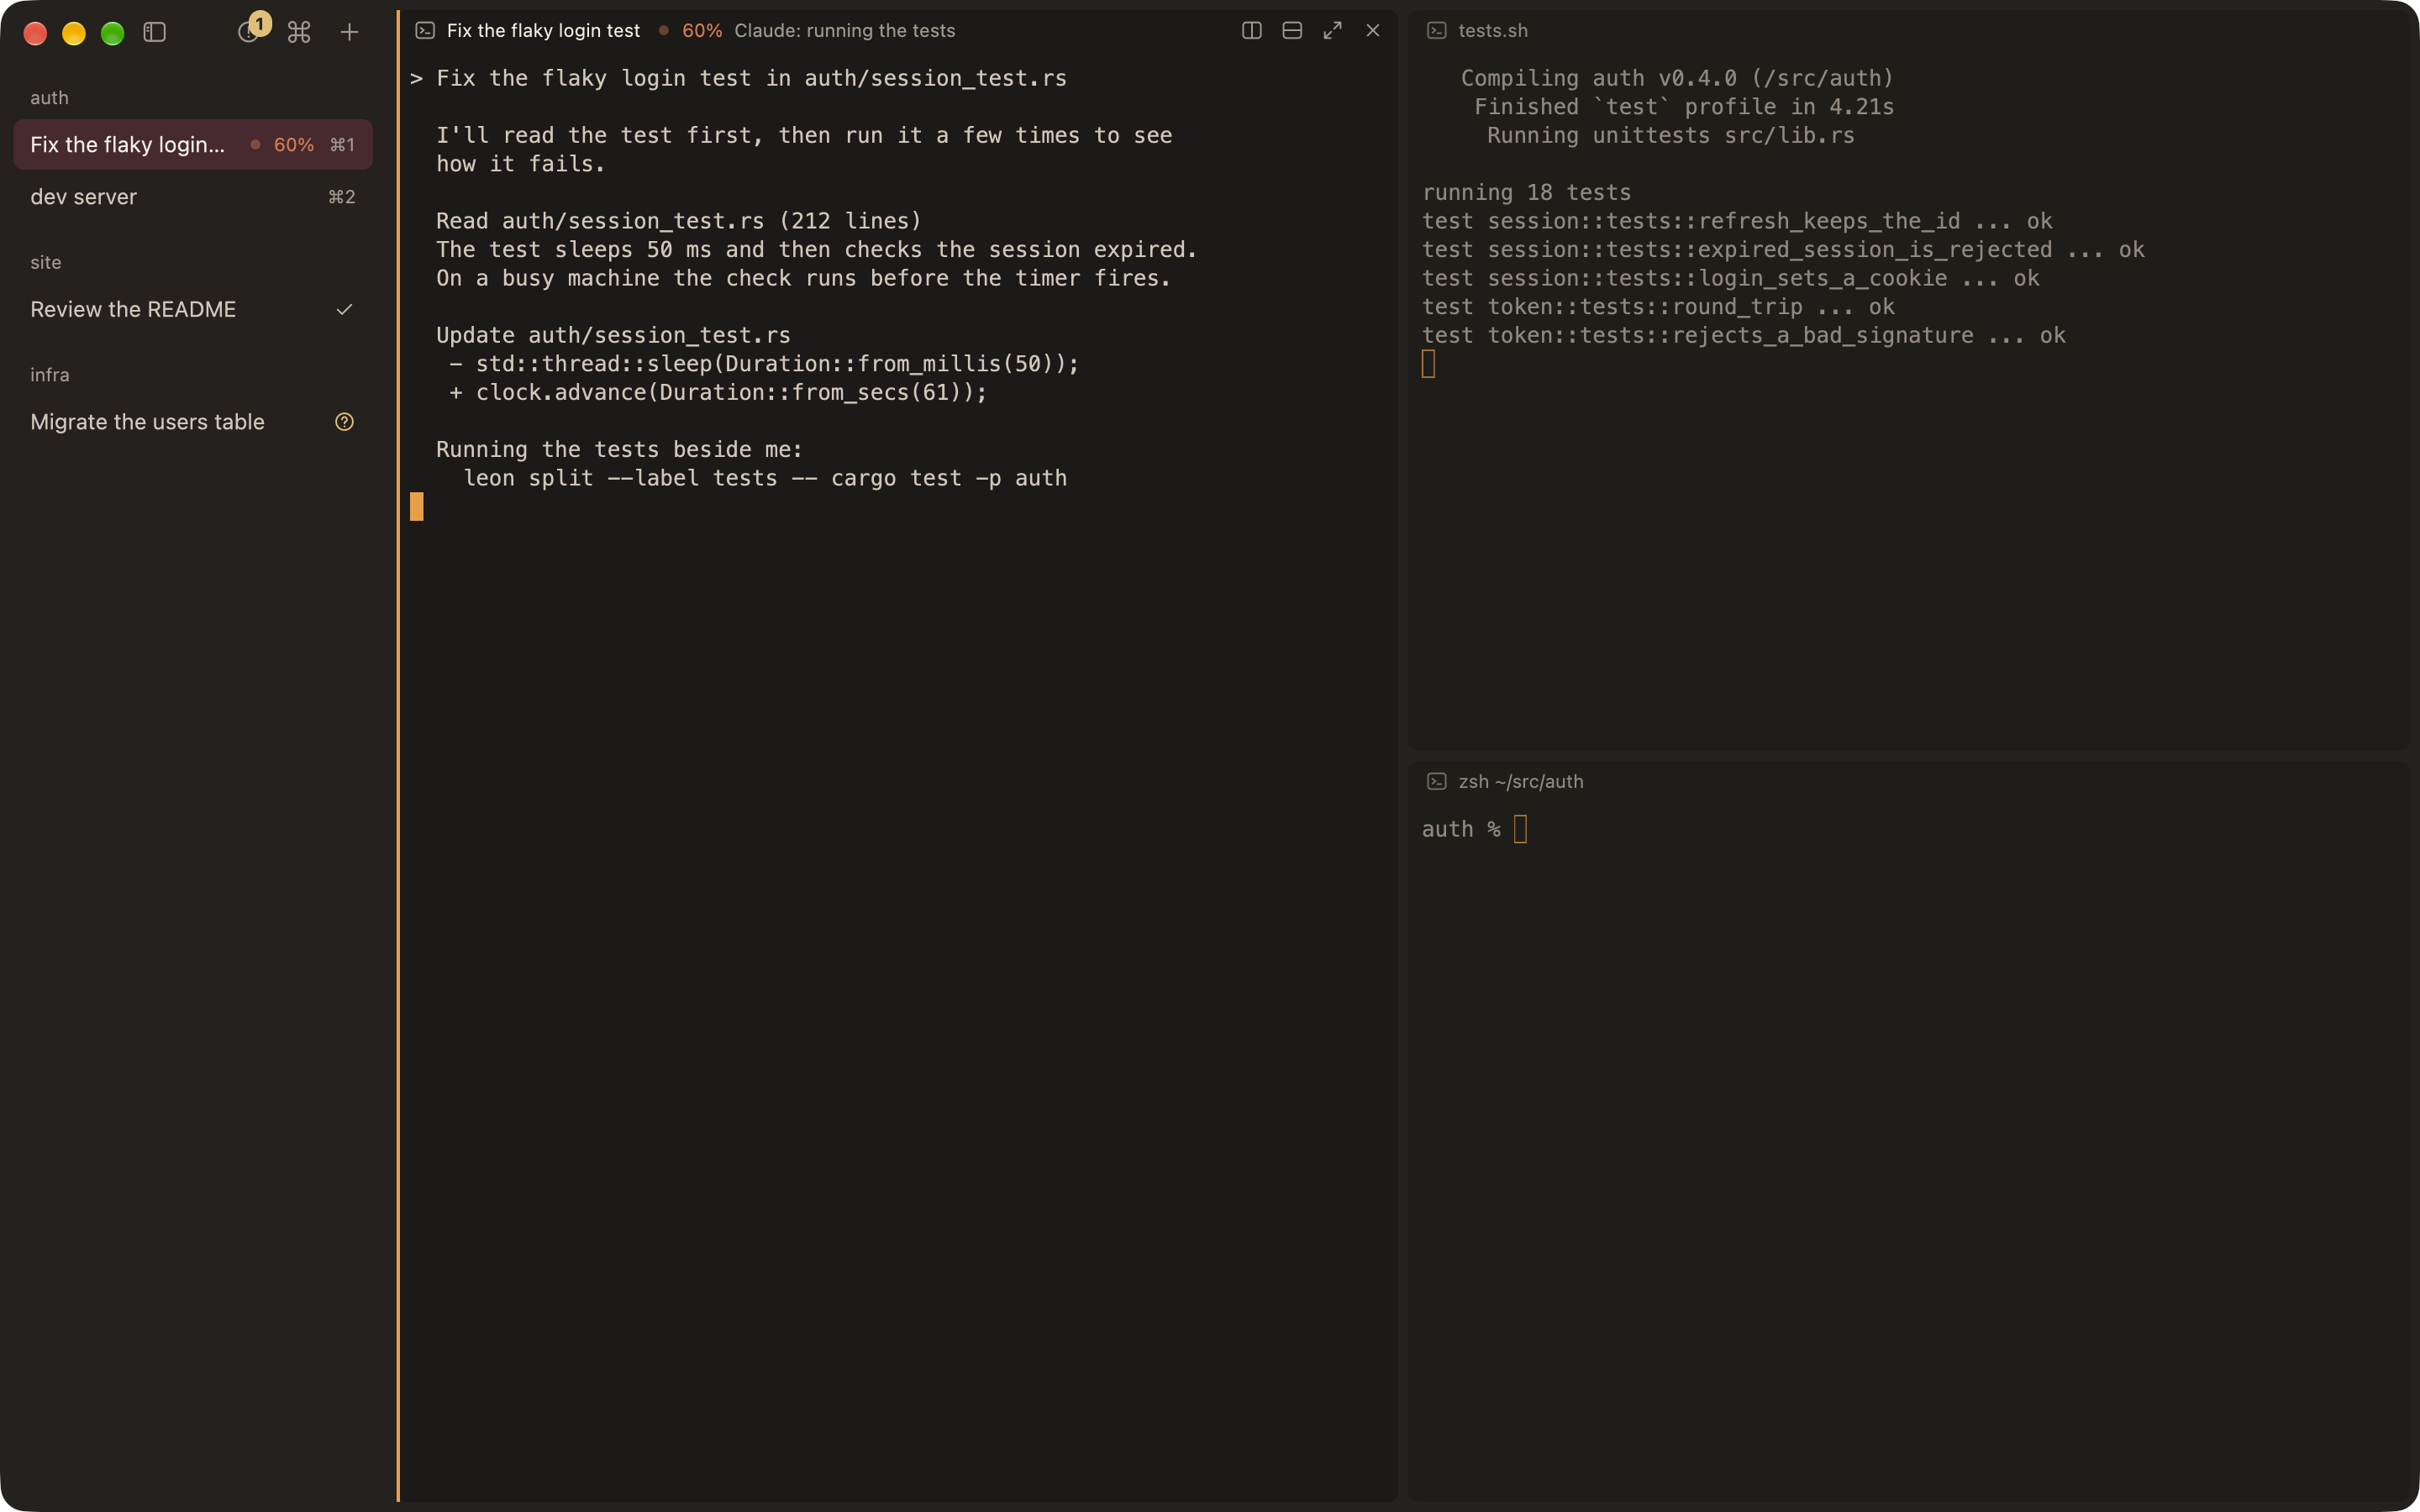 1
auth
Fix the flaky login... 60% ⌘1
dev server ⌘2
site
Review the README
infra
Migrate the users table
Fix the flaky login test 60% Claude: running the tests
> Fix the flaky login test in auth/session_test.rs
I'll read the test first, then run it a few times to see
how it fails.
Read auth/session_test.rs (212 lines)
The test sleeps 50 ms and then checks the session expired.
On a busy machine the check runs before the timer fires.
Update auth/session_test.rs
- std::thread::sleep(Duration::from_millis(50));
+ clock.advance(Duration::from_secs(61));
Running the tests beside me:
leon split --label tests -- cargo test -p auth
tests.sh
Compiling auth v0.4.0 (/src/auth)
Finished `test` profile in 4.21s
Running unittests src/lib.rs
running 18 tests
test session::tests::refresh_keeps_the_id ... ok
test session::tests::expired_session_is_rejected ... ok
test session::tests::login_sets_a_cookie ... ok
test token::tests::round_trip ... ok
test token::tests::rejects_a_bad_signature ... ok
zsh ~/src/auth
auth %